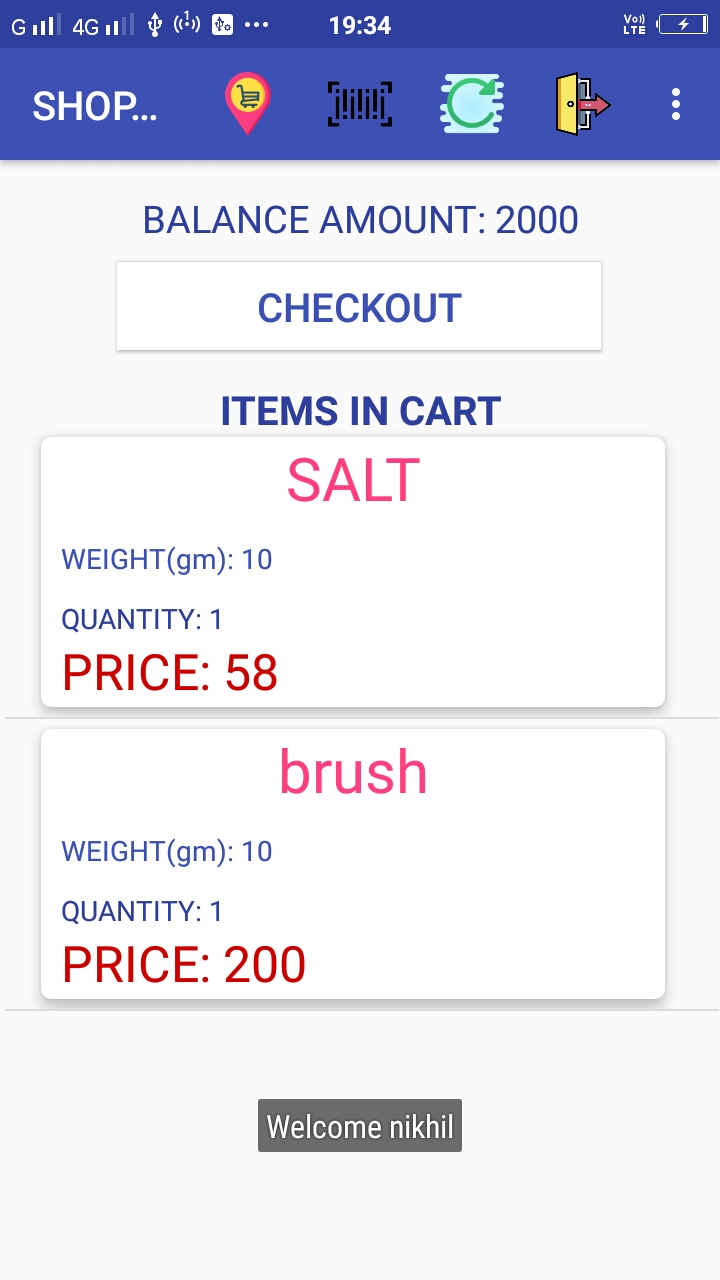 G 4G 19:34 Vo)) LTE
SHOP...
BALANCE AMOUNT: 2000
CHECKOUT
ITEMS IN CART
SALT
WEIGHT(gm): 10
QUANTITY: 1
PRICE: 58
brush
WEIGHT(gm): 10
QUANTITY: 1
PRICE: 200
Welcome nikhil